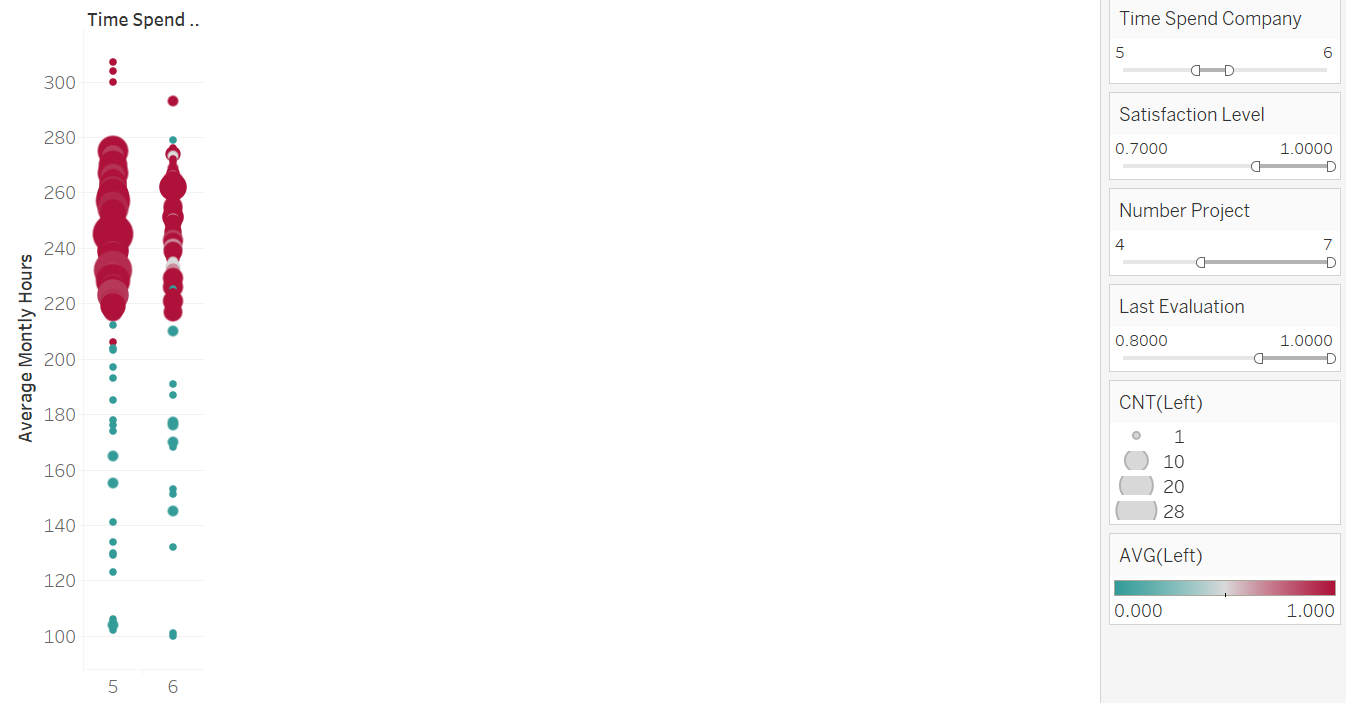 Time Spend ..
Average Montly Hours
300
280
260
240
220
200
180
160
140
120
100
5 6
Time Spend Company
5 6
Satisfaction Level
0.7000 1.0000
Number Project
4 7
Last Evaluation
0.8000 1.0000
CNT(Left)
1
10
20
28
AVG(Left)
0.000 1.000